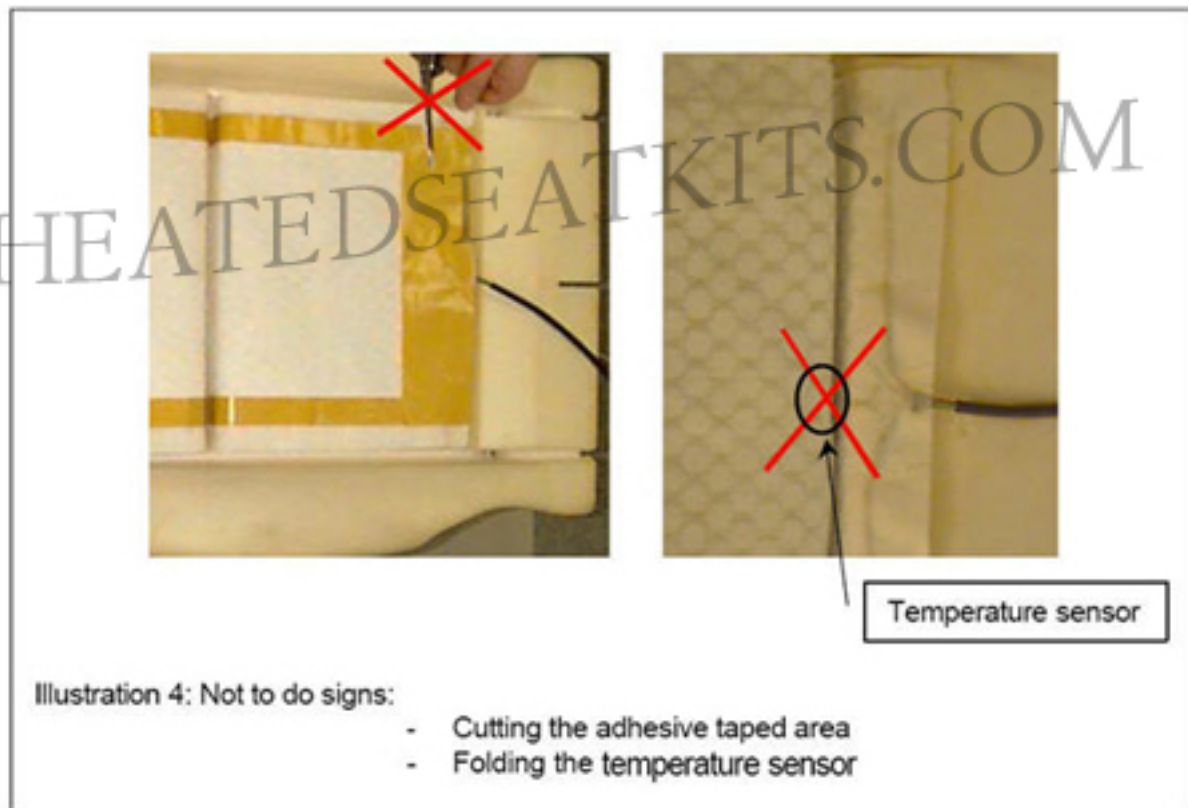 HEATEDSEATKITS.COM
Temperature sensor
Illustration 4: Not to do signs:
- Cutting the adhesive taped area
- Folding the temperature sensor